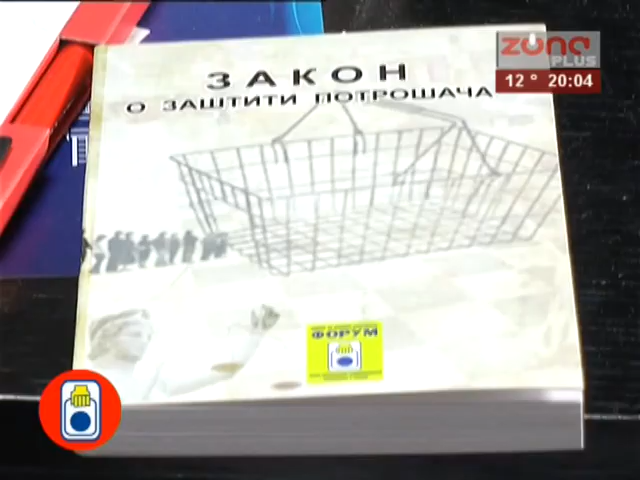 zona
PLUS
12 ° 20:04
ЗАКОН
О ЗАШТИТИ ПОТРОШАЧА
ФОРУМ